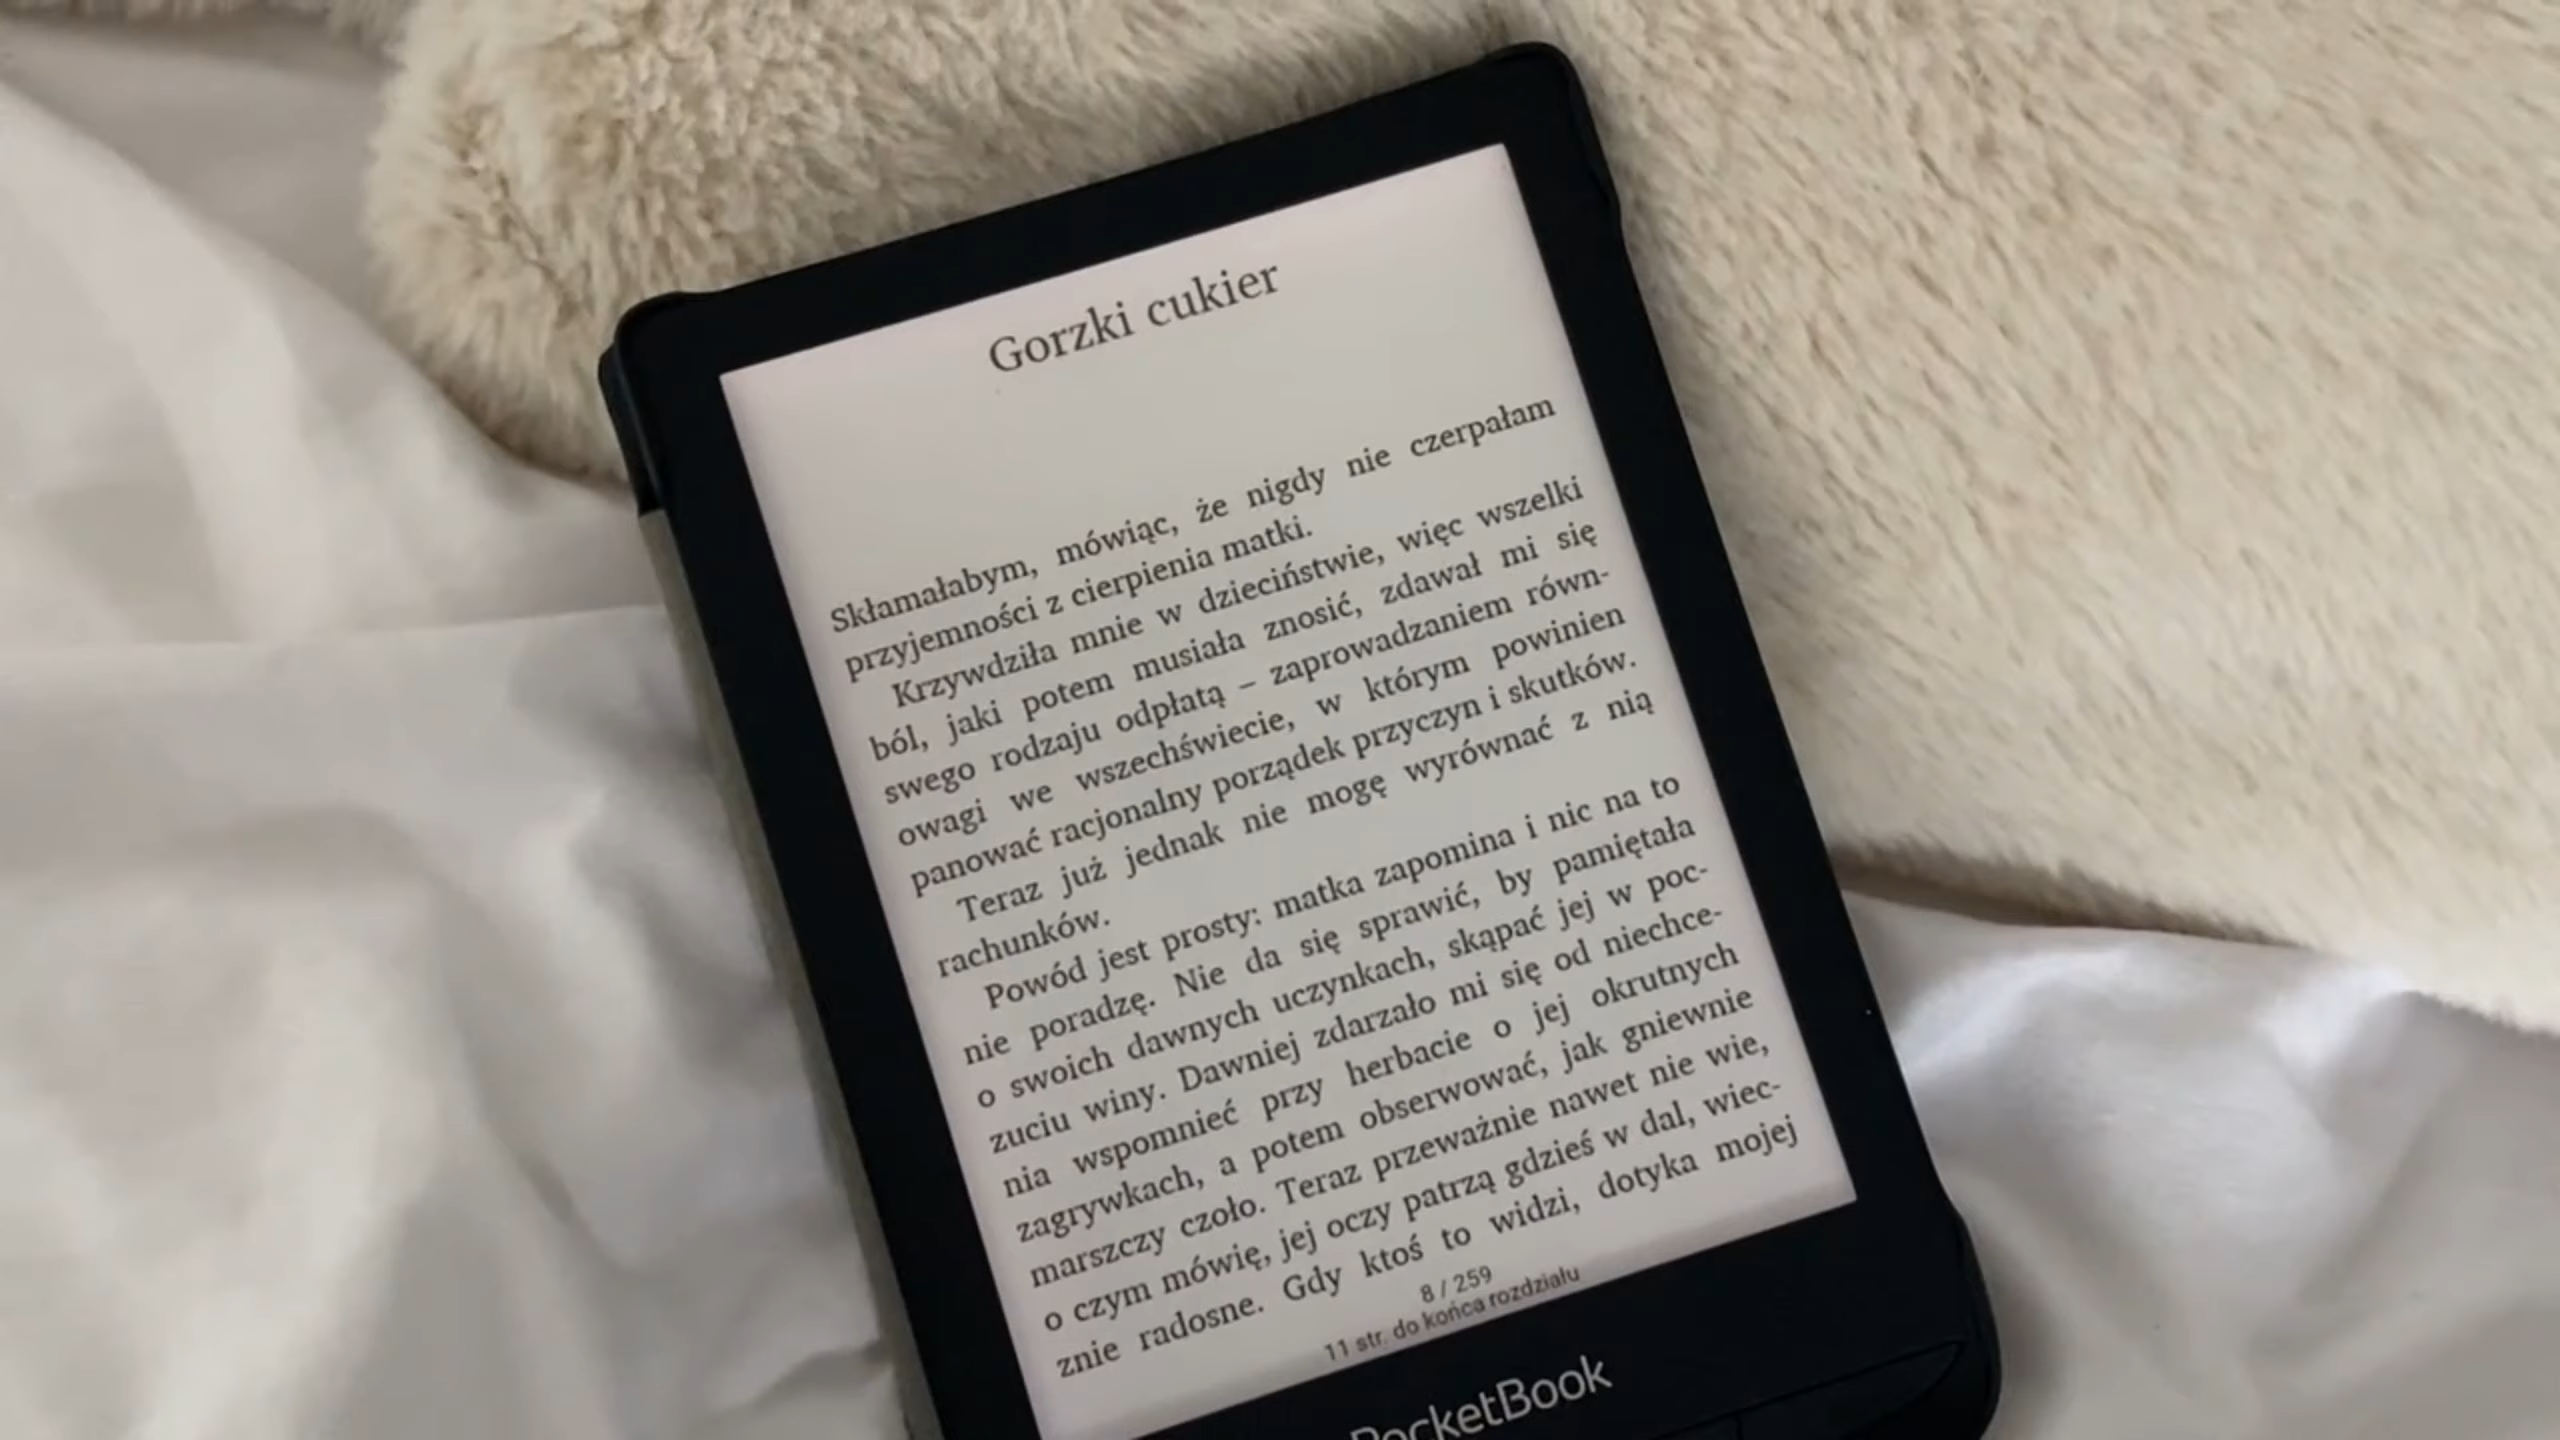 Gorzki cukier
Skłamałabym, mówiąc, że nigdy nie czerpałam
przyjemności z cierpienia matki.
Krzywdziła mnie w dzieciństwie, więc wszelki
ból, jaki potem musiała znosić, zdawał mi się
swego rodzaju odpłatą – zaprowadzaniem równ-
owagi we wszechświecie, w którym powinien
panować racjonalny porządek przyczyn i skutków.
Teraz już jednak nie mogę wyrównać z nią
rachunków.
Powód jest prosty: matka zapomina i nic na to
nie poradzę. Nie da się sprawić, by pamiętała
o swoich dawnych uczynkach, skąpać jej w poc-
zuciu winy. Dawniej zdarzało mi się od niechce-
nia wspomnieć przy herbacie o jej okrutnych
zagrywkach, a potem obserwować, jak gniewnie
marszczy czoło. Teraz przeważnie nawet nie wie,
o czym mówię, jej oczy patrzą gdzieś w dal, wiec-
znie radosne. Gdy ktoś to widzi, dotyka mojej
8 / 259
11 str. do końca rozdziału
PocketBook